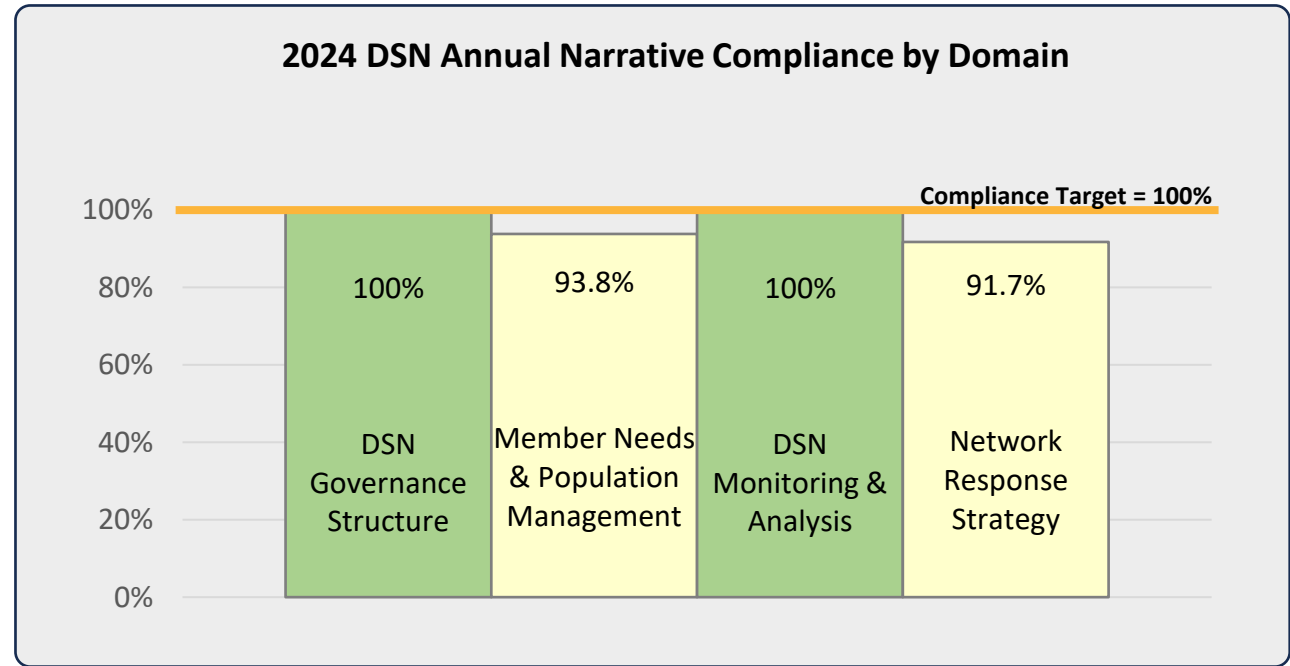 2024 DSN Annual Narrative Compliance by Domain
Compliance Target = 100%
100%
80%
60%
40%
20%
0%
100%
93.8%
100%
91.7%
DSN
Governance
Structure
Member Needs
& Population
Management
DSN
Monitoring &
Analysis
Network
Response
Strategy